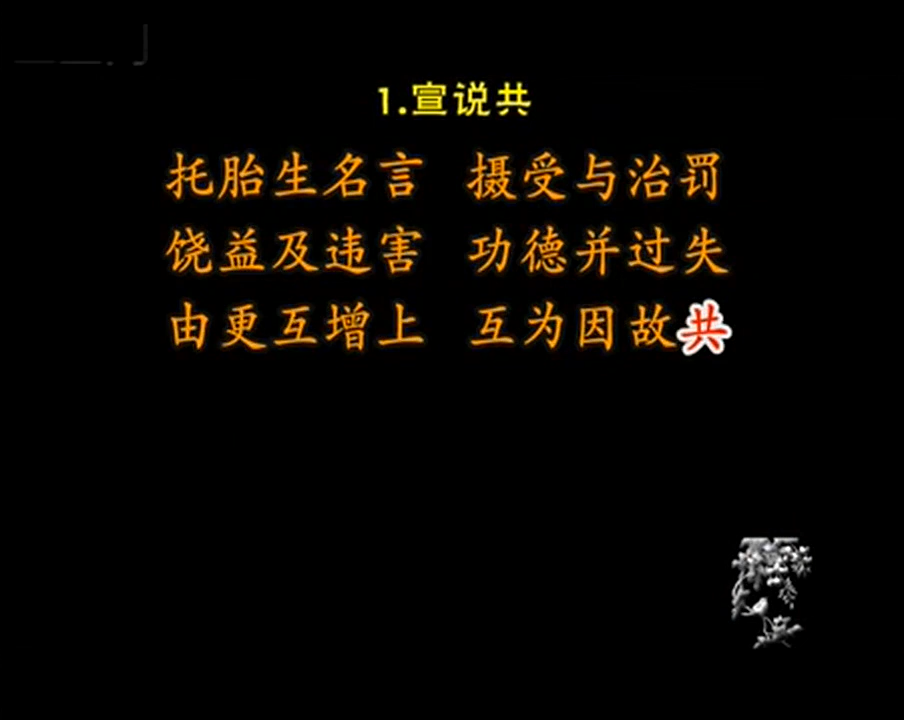 1.宣说共
托胎生名言 摄受与治罚
饶益及违害 功德并过失
由更互增上 互为因故共